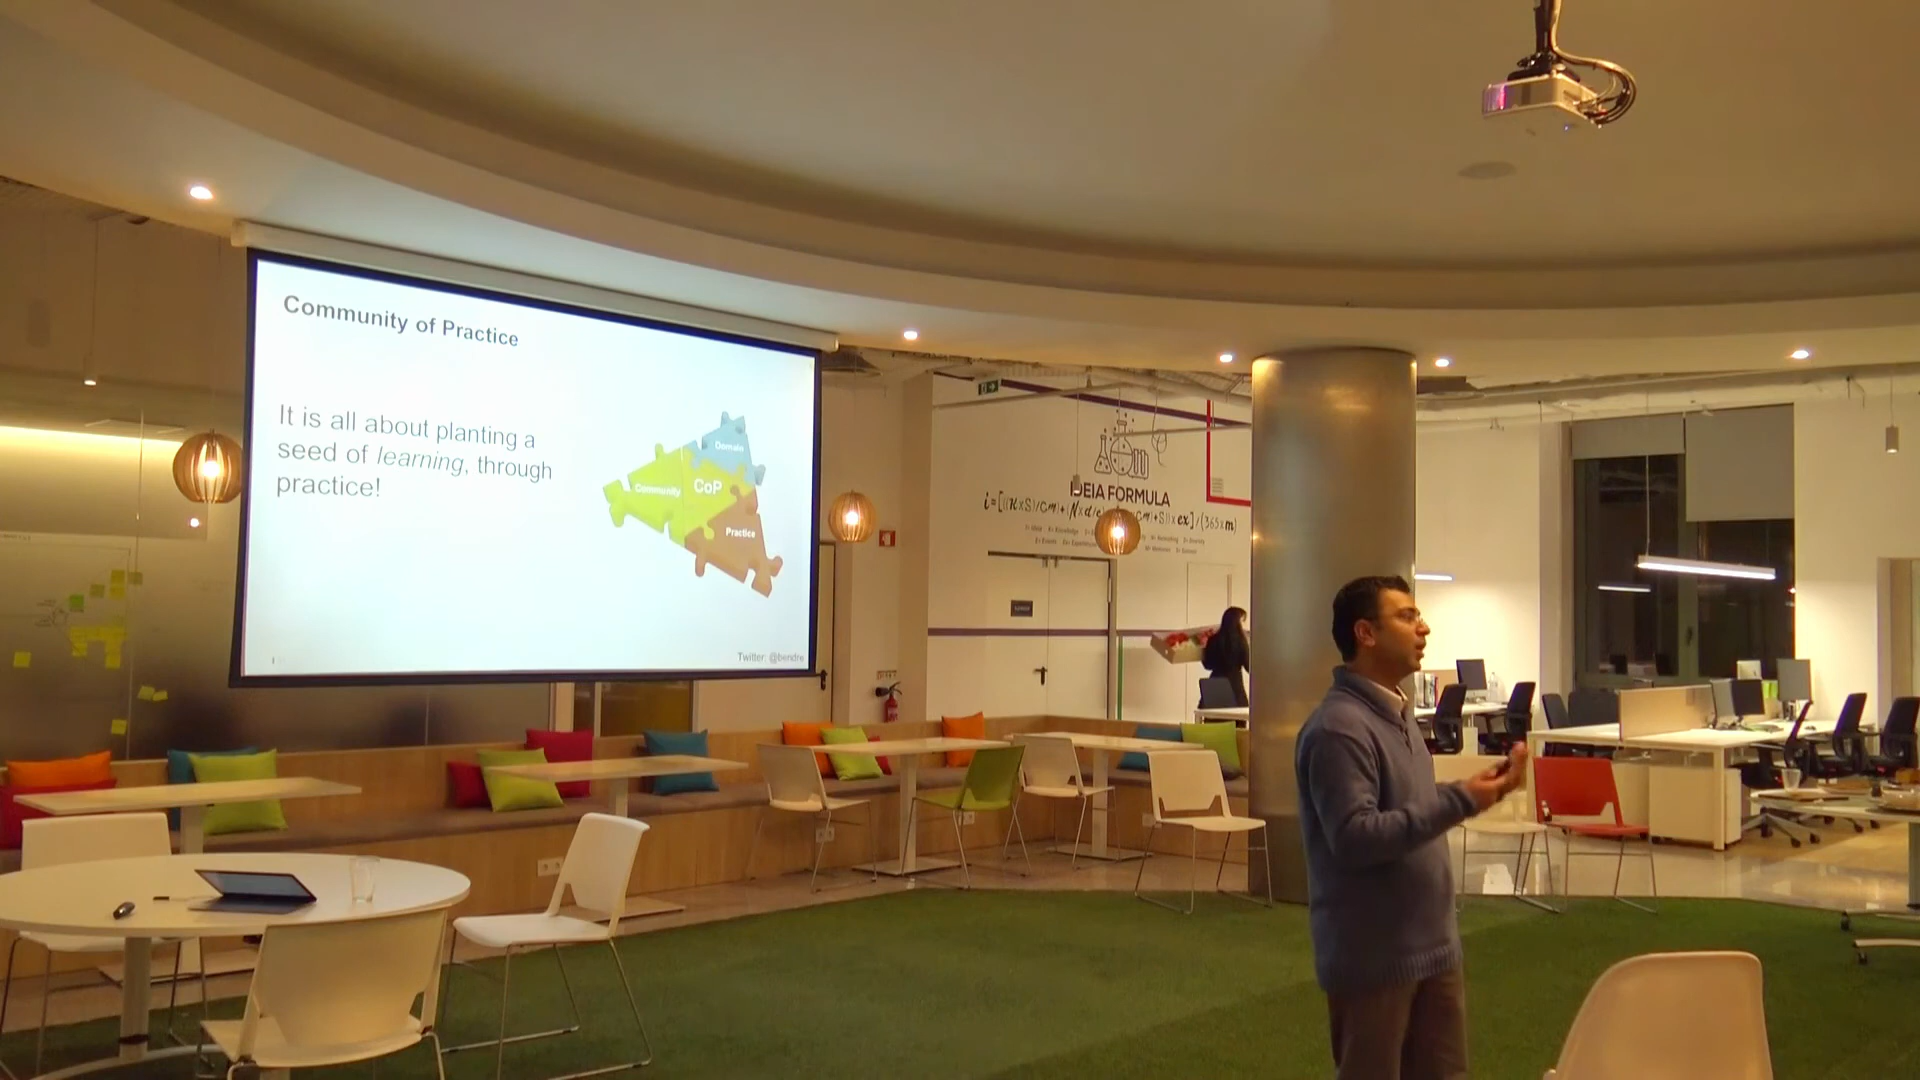 Community of Practice
It is all about planting a
seed of learning, through
practice!
Domain
Community
CoP
Practice
Twitter: @bendre
IDEIA FORMULA